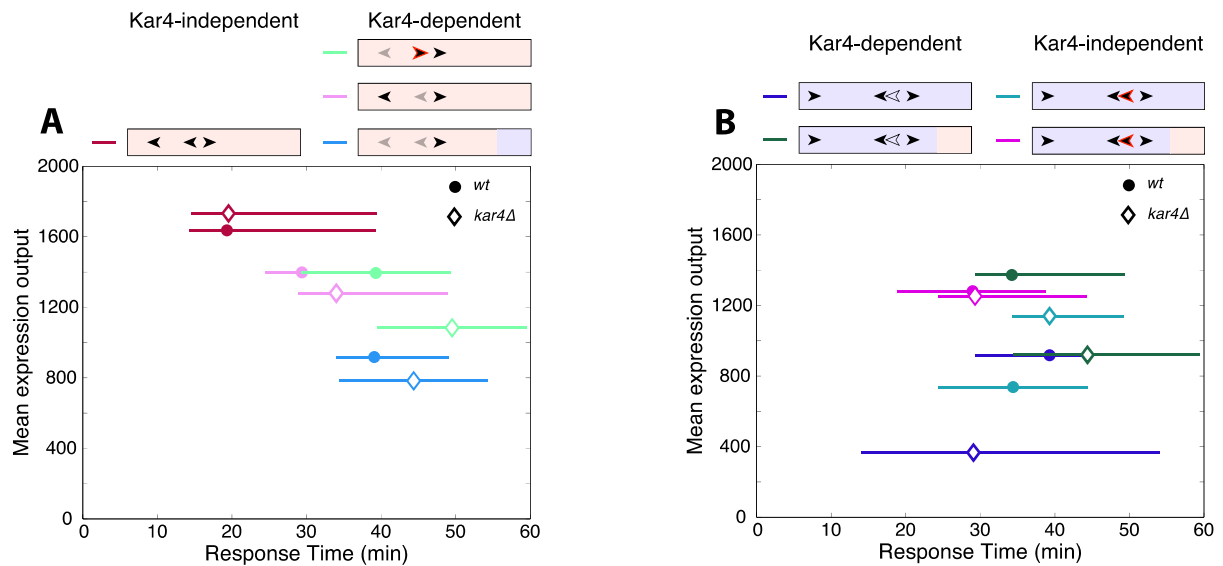 Kar4-independent
Kar4-dependent
A
2000
1600
1200
800
400
0
Mean expression output
wt
kar4Δ
0 10 20 30 40 50 60
Response Time (min)
Kar4-dependent
Kar4-independent
B
2000
1600
1200
800
400
0
Mean expression output
wt
kar4Δ
0 10 20 30 40 50 60
Response Time (min)